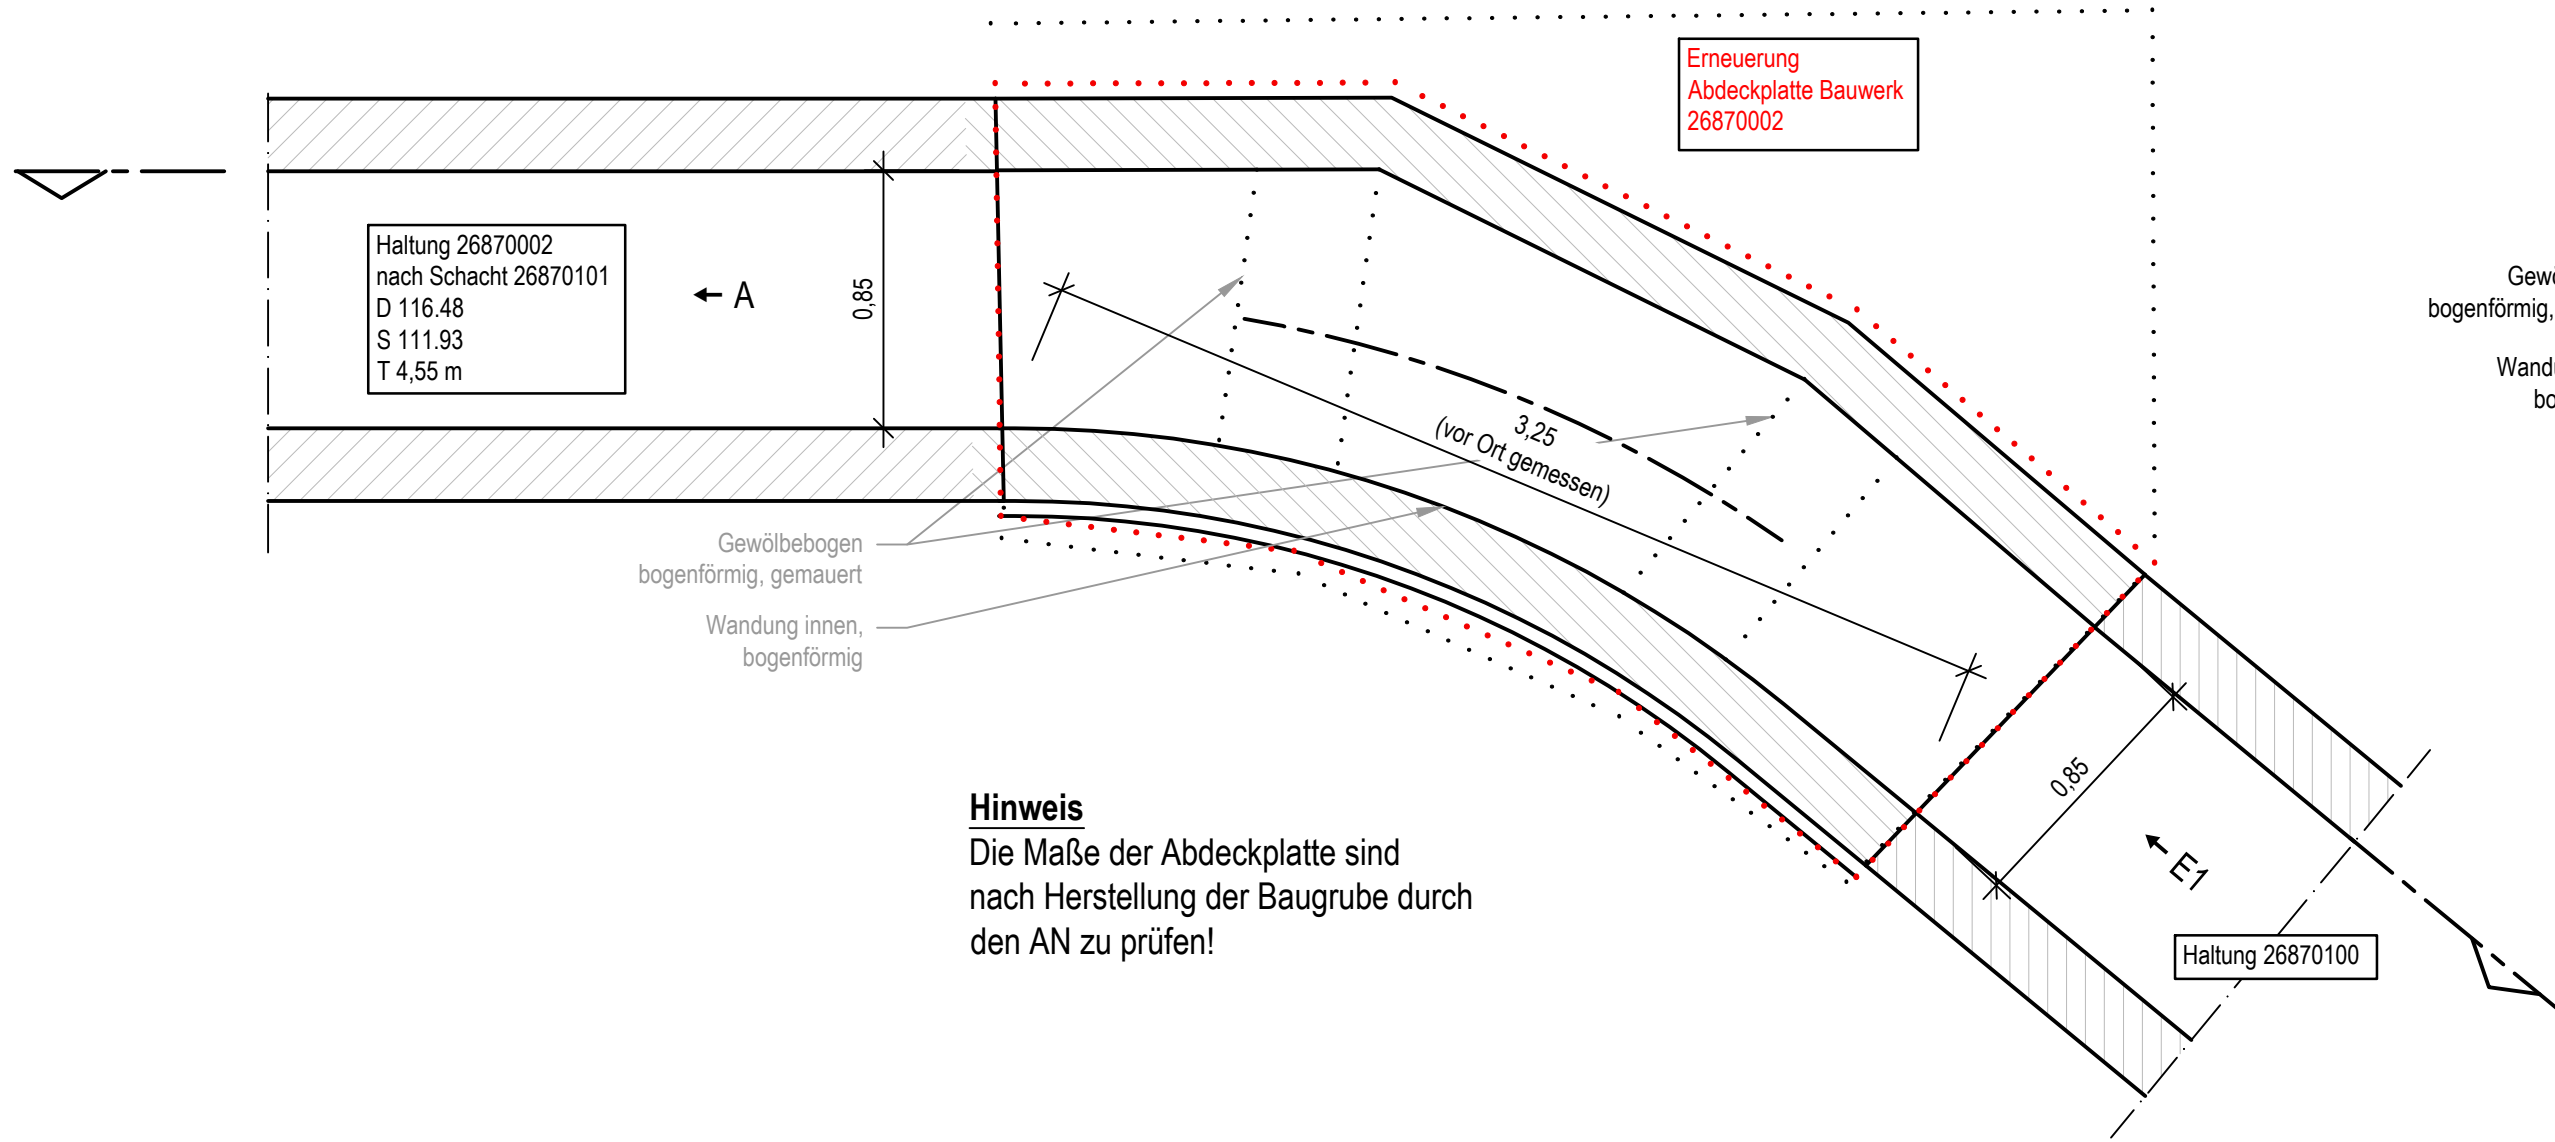 Erneuerung
Abdeckplatte Bauwerk
26870002
Haltung 26870002
nach Schacht 26870101
D 116.48
S 111.93
T 4,55 m
A
0,85
3,25
(vor Ort gemessen)
Gewölbebogen
bogenförmig, gemauert
Wandung innen,
bogenförmig
bogenförmig,
Hinweis
Die Maße der Abdeckplatte sind
nach Herstellung der Baugrube durch
den AN zu prüfen!
0,85
E1
Haltung 26870100